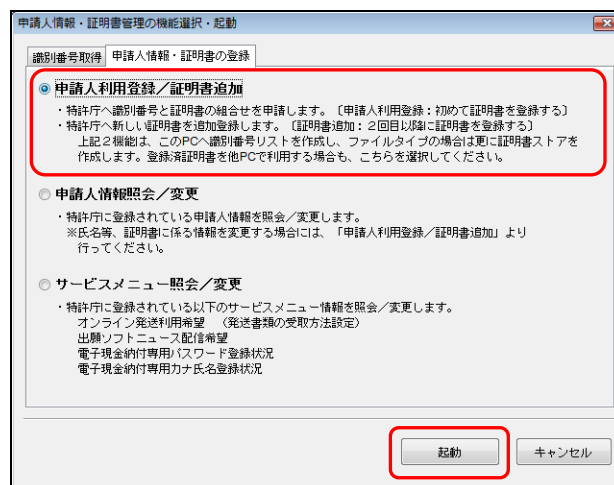 申請人情報・証明書管理の機能選択・起動
識別番号取得 申請人情報・証明書の登録
申請人利用登録／証明書追加
・特許庁へ識別番号と証明書の組合せを申請します。〔申請人利用登録：初めて証明書を登録する〕
・特許庁へ新しい証明書を追加登録します。〔証明書追加：２回目以降に証明書を登録する〕
上記２機能は、このPCへ識別番号リストを作成し、ファイルタイプの場合は更に証明書ストアを
作成します。登録済証明書を他PCで利用する場合も、こちらを選択してください。
申請人情報照会／変更
・特許庁に登録されている申請人情報を照会／変更します。
※氏名等、証明書に係る情報を変更する場合には、「申請人利用登録／証明書追加」より
行ってください。
サービスメニュー照会／変更
・特許庁に登録されている以下のサービスメニュー情報を照会／変更します。
オンライン発送利用希望 （発送書類の受取方法設定）
出願ソフトニュース配信希望
電子現金納付専用パスワード登録状況
電子現金納付専用カナ氏名登録状況
起動 キャンセル